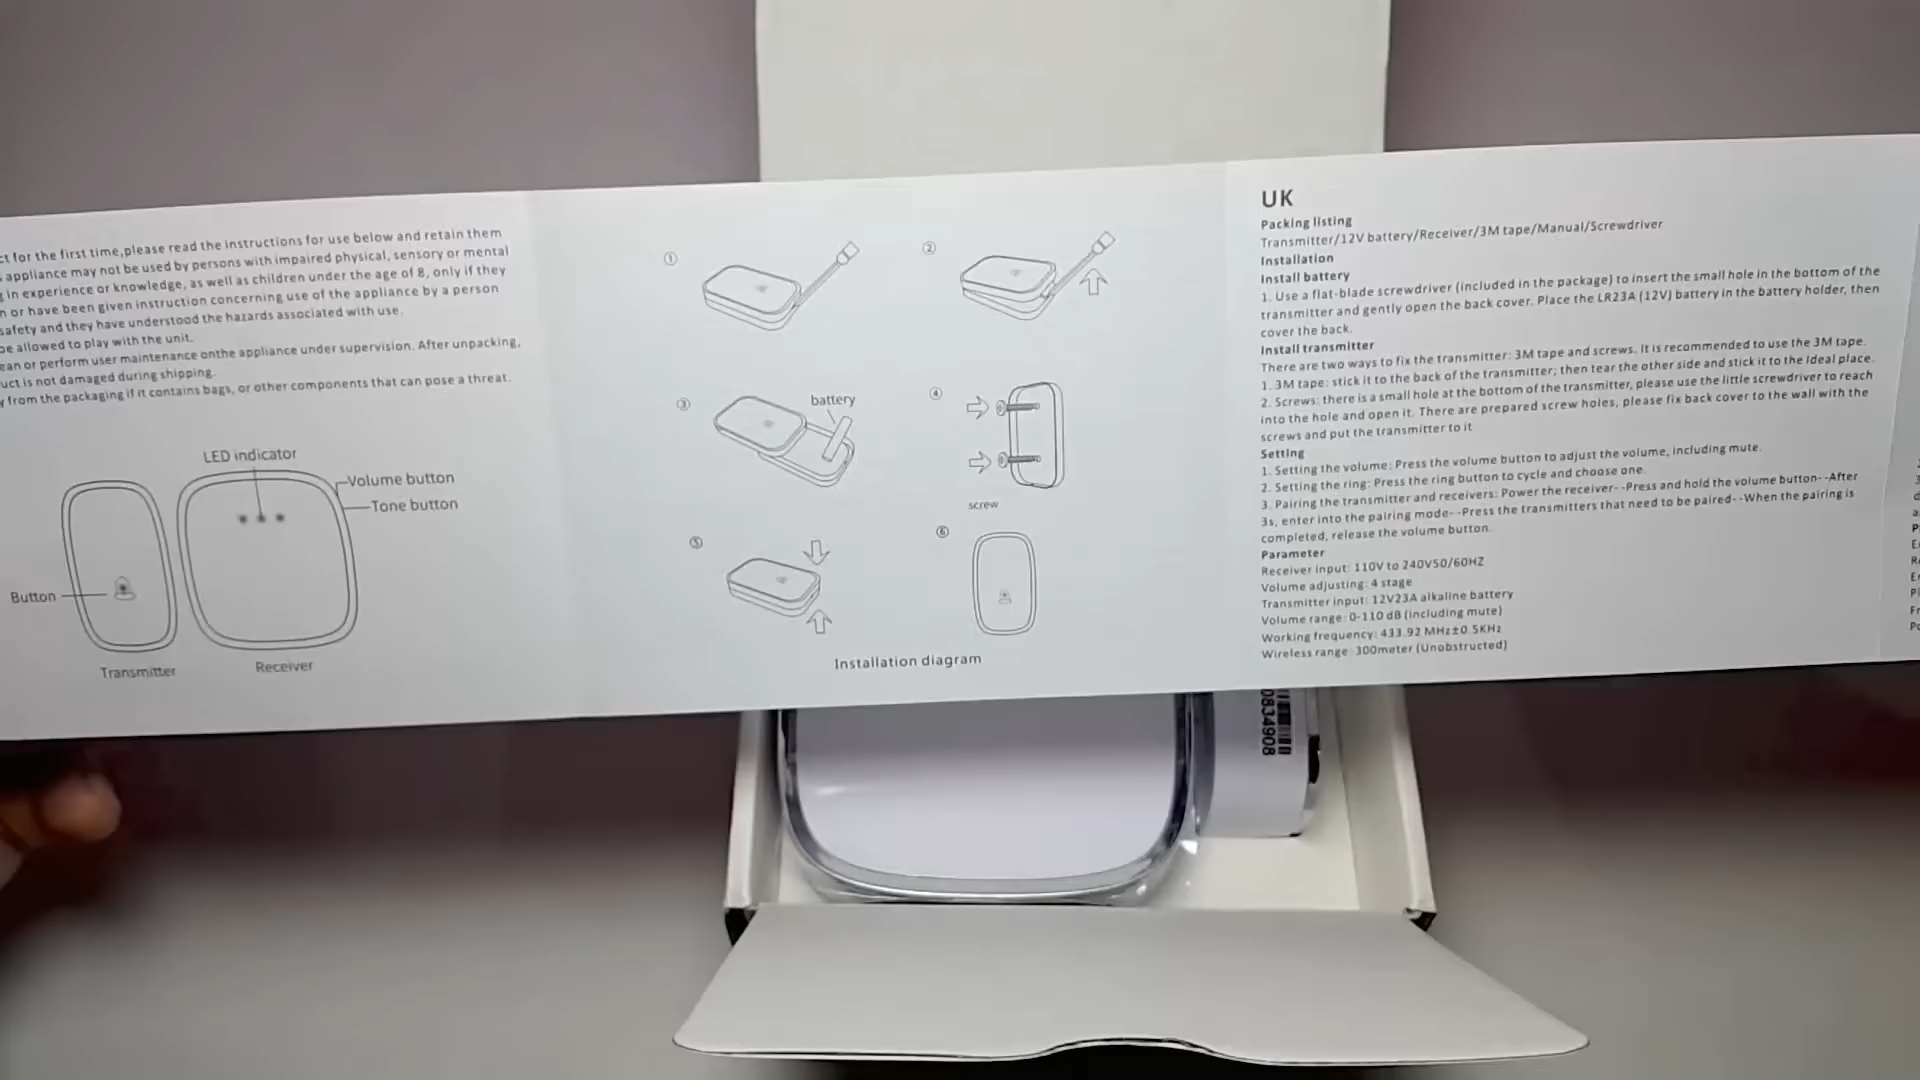 ct for the first time,please read the instructions for use below and retain them
appliance may not be used by persons with impaired physical, sensory or mental
in experience or knowledge, as well as children under the age of 8, only if they
n or have been given instruction concerning use of the appliance by a person
safety and they have understood the hazards associated with use.
be allowed to play with the unit.
ean or perform user maintenance onthe appliance under supervision. After unpacking,
uct is not damaged during shipping.
y from the packaging if it contains bags, or other components that can pose a threat.
LED indicator
Volume button
Tone button
Button
Transmitter
Receiver
①
②
③
battery
④
screw
⑤
⑥
Installation diagram
UK
Packing listing
Transmitter/12V battery/Receiver/3M tape/Manual/Screwdriver
Installation
Install battery
1. Use a flat-blade screwdriver (included in the package) to insert the small hole in the bottom of the
transmitter and gently open the back cover. Place the LR23A (12V) battery in the battery holder, then
cover the back.
Install transmitter
There are two ways to fix the transmitter: 3M tape and screws. It is recommended to use the 3M tape.
1. 3M tape: stick it to the back of the transmitter; then tear the other side and stick it to the Ideal place.
2. Screws: there is a small hole at the bottom of the transmitter, please use the little screwdriver to reach
into the hole and open it. There are prepared screw holes, please fix back cover to the wall with the
screws and put the transmitter to it
Setting
1. Setting the volume: Press the volume button to adjust the volume, including mute.
2. Setting the ring: Press the ring button to cycle and choose one.
3. Pairing the transmitter and receivers: Power the receiver--Press and hold the volume button--After
3s, enter into the pairing mode--Press the transmitters that need to be paired--When the pairing is
completed, release the volume button.
Parameter
Receiver input: 110V to 240V50/60HZ
Volume adjusting: 4 stage
Transmitter input: 12V23A alkaline battery
Volume range: 0-110 dB (including mute)
Working frequency: 433.92 MHz±0.5KHz
Wireless range: 300meter (Unobstructed)
0834908